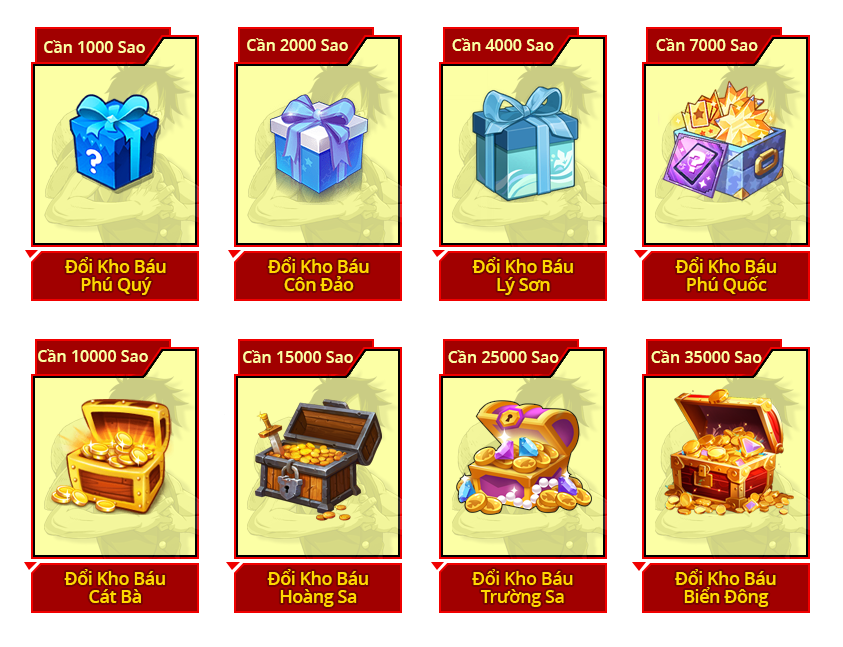 Cần 1000 Sao
Cần 2000 Sao
Cần 4000 Sao
Cần 7000 Sao
?
?
Đổi Kho Báu
Phú Quý
Đổi Kho Báu
Côn Đảo
Đổi Kho Báu
Lý Sơn
Đổi Kho Báu
Phú Quốc
Cần 10000 Sao
Cần 15000 Sao
Cần 25000 Sao
Cần 35000 Sao
Đổi Kho Báu
Cát Bà
Đổi Kho Báu
Hoàng Sa
Đổi Kho Báu
Trường Sa
Đổi Kho Báu
Biển Đông